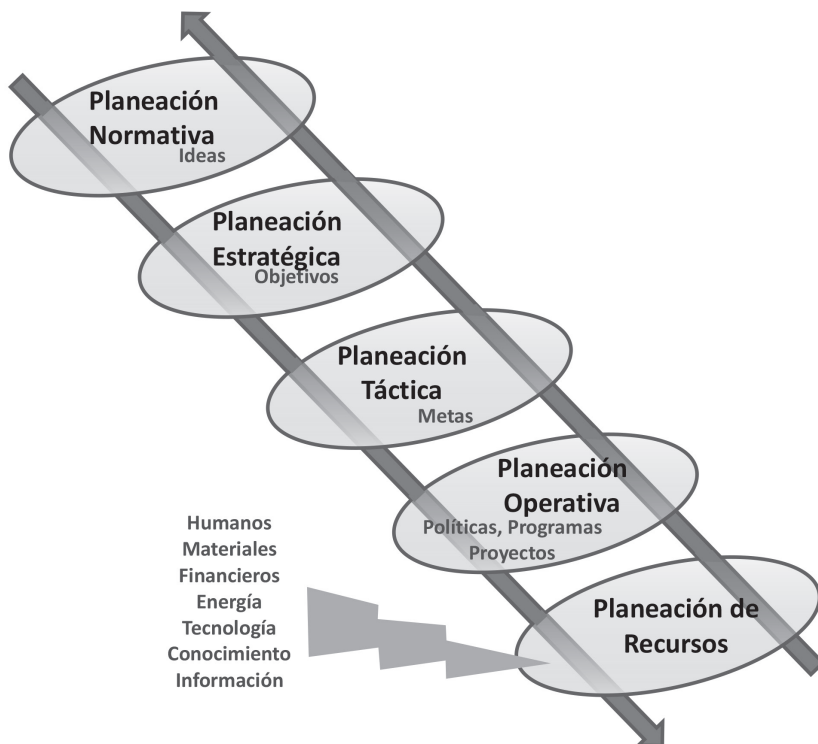 Planeación
Normativa
Ideas
Planeación
Estratégica
Objetivos
Planeación
Táctica
Metas
Planeación
Operativa
Políticas, Programas
Proyectos
Humanos
Materiales
Financieros
Energía
Tecnología
Conocimiento
Información
Planeación de
Recursos